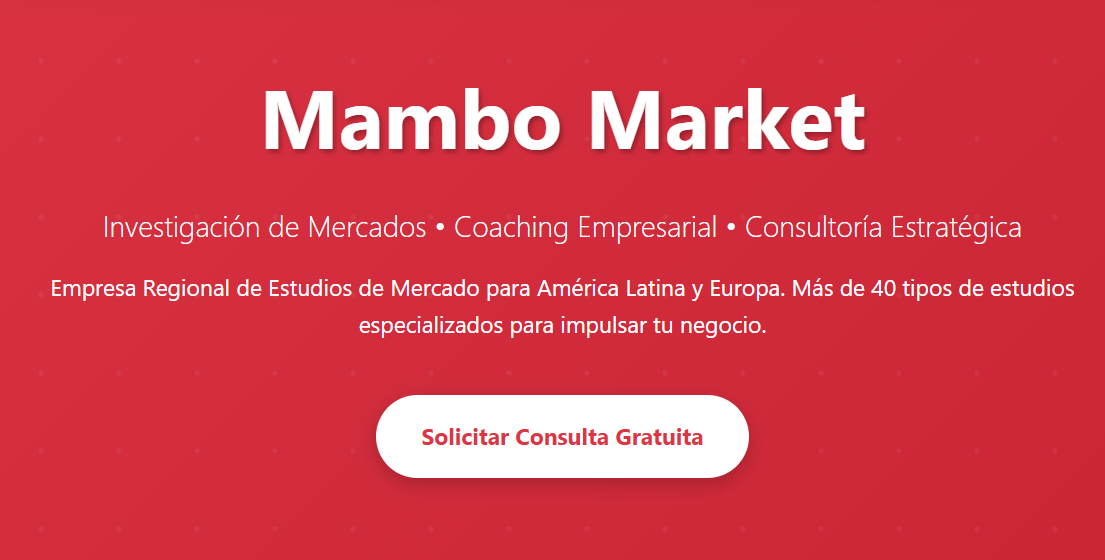 Mambo Market
Investigación de Mercados • Coaching Empresarial • Consultoría Estratégica
Empresa Regional de Estudios de Mercado para América Latina y Europa. Más de 40 tipos de estudios
especializados para impulsar tu negocio.
Solicitar Consulta Gratuita